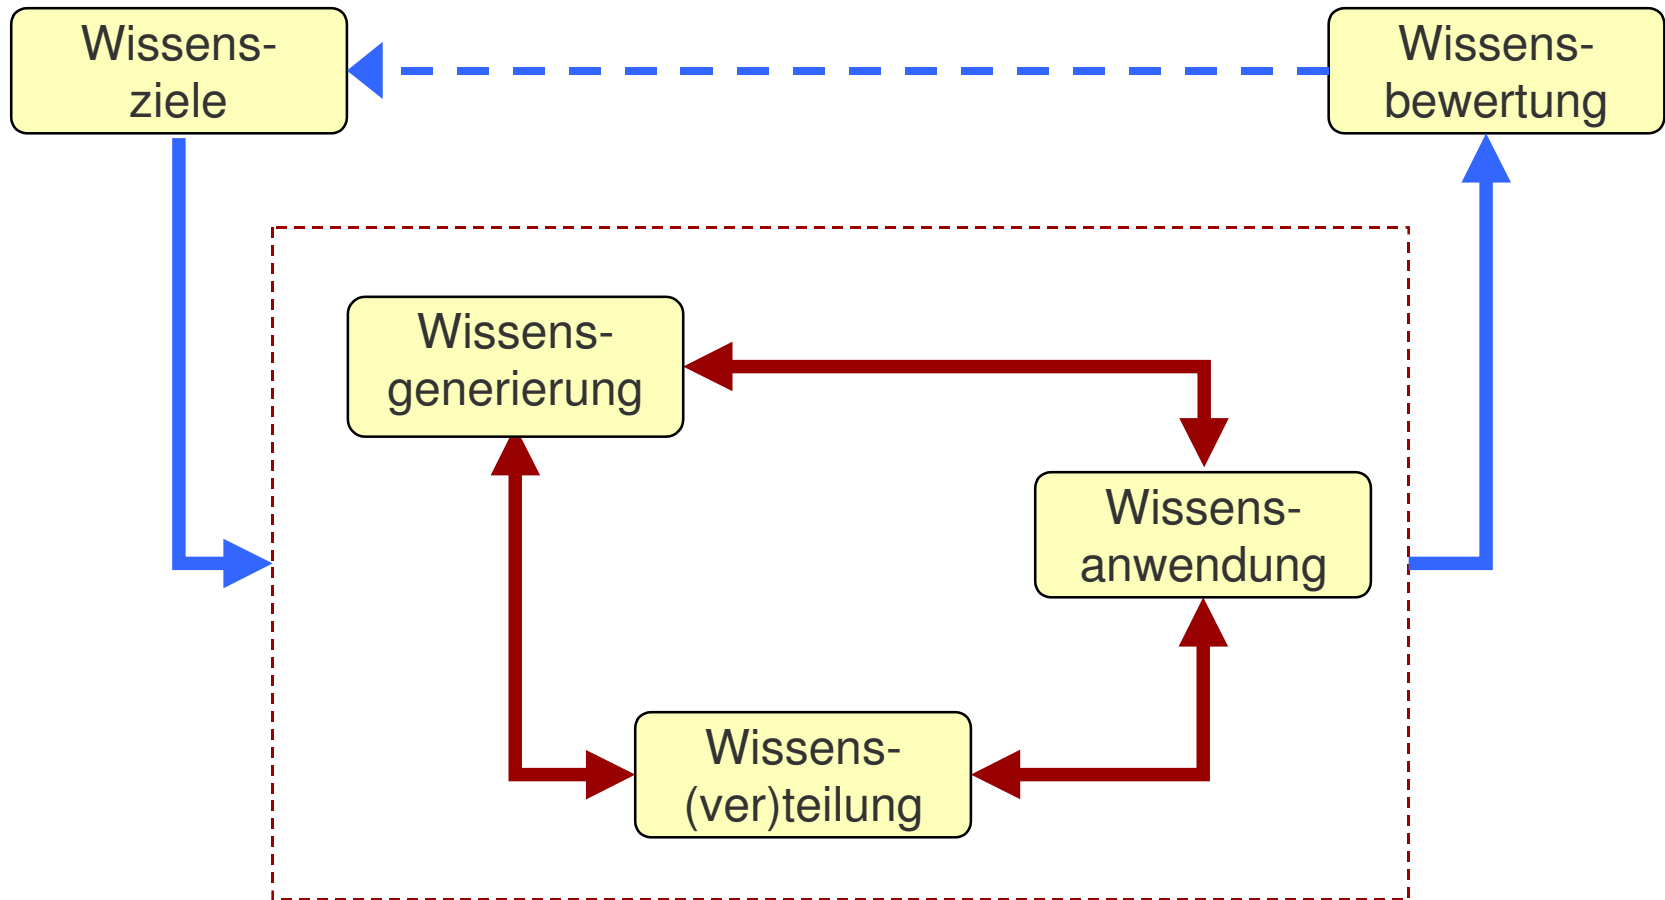 Wissens-
ziele
Wissens-
bewertung
Wissens-
generierung
Wissens-
anwendung
Wissens-
(ver)teilung